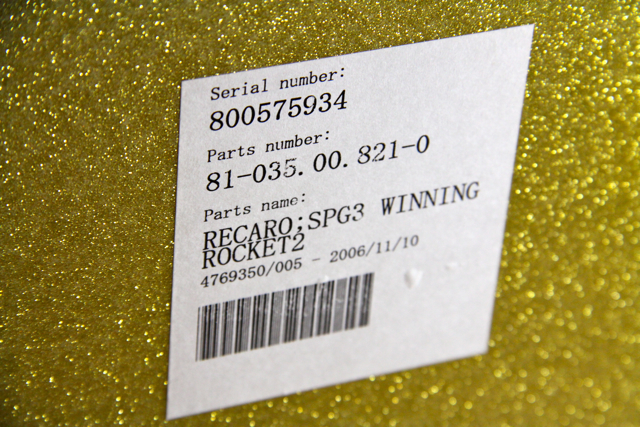 Serial number:
800575934
Parts number:
81-035.00.821-0
Parts name:
RECARO;SPG3 WINNING
ROCKET2
4769350/005 - 2006/11/10